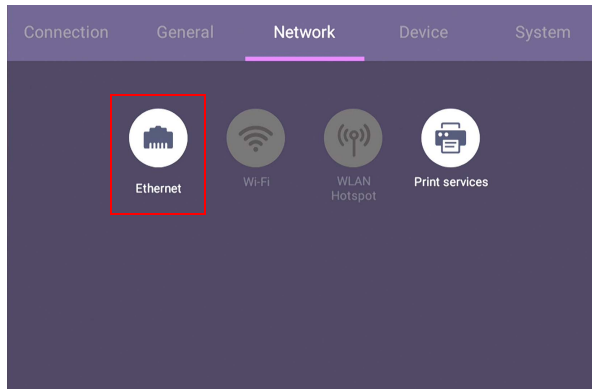 Connection General Network Device System
Ethernet Wi-Fi WLAN Hotspot Print services